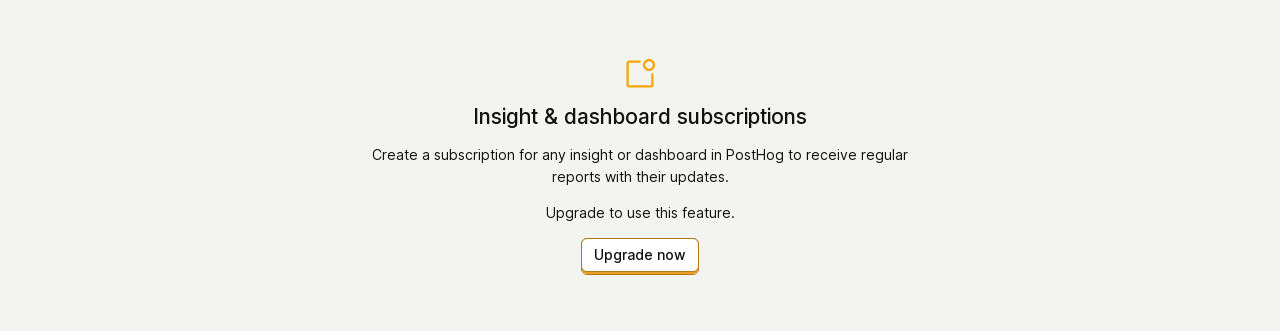 Insight & dashboard subscriptions
Create a subscription for any insight or dashboard in PostHog to receive regular
reports with their updates.
Upgrade to use this feature.
Upgrade now